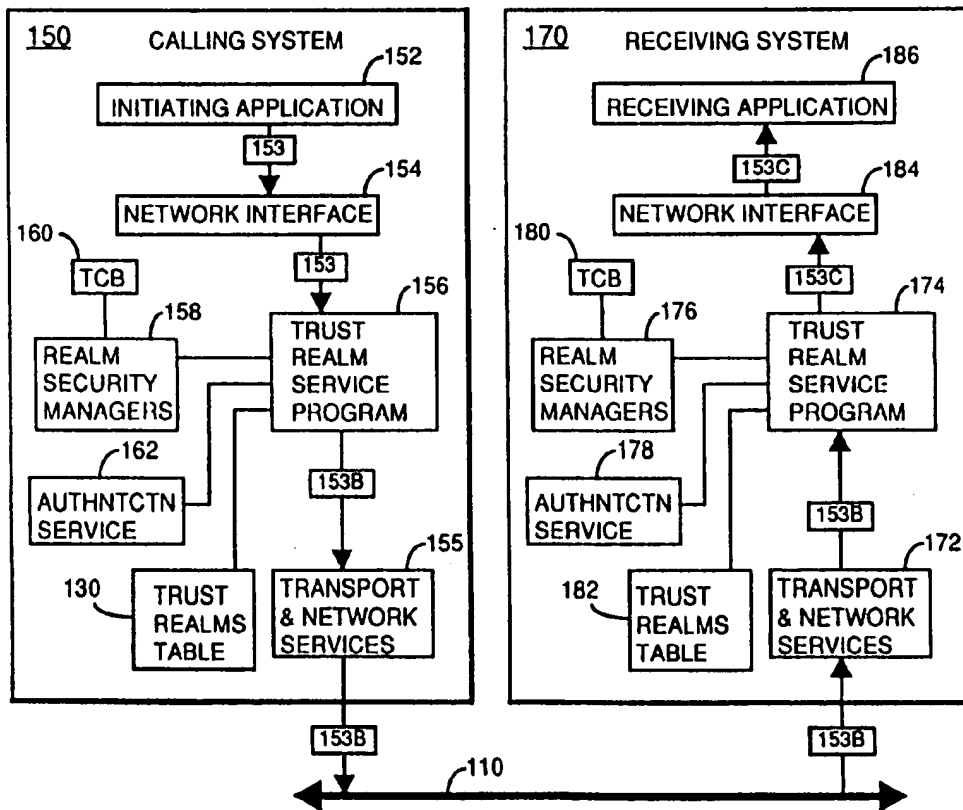 150 CALLING SYSTEM
152
INITIATING APPLICATION
153
154
NETWORK INTERFACE
160
TCB
153
156
158
REALM
SECURITY
MANAGERS
TRUST
REALM
SERVICE
PROGRAM
162
AUTHNTCTN
SERVICE
153B
155
130
TRUST
REALMS
TABLE
TRANSPORT
& NETWORK
SERVICES
153B
110
170 RECEIVING SYSTEM
186
RECEIVING APPLICATION
153C
184
NETWORK INTERFACE
180
TCB
153C
174
176
REALM
SECURITY
MANAGERS
TRUST
REALM
SERVICE
PROGRAM
178
AUTHNTCTN
SERVICE
153B
172
182
TRUST
REALMS
TABLE
TRANSPORT
& NETWORK
SERVICES
153B